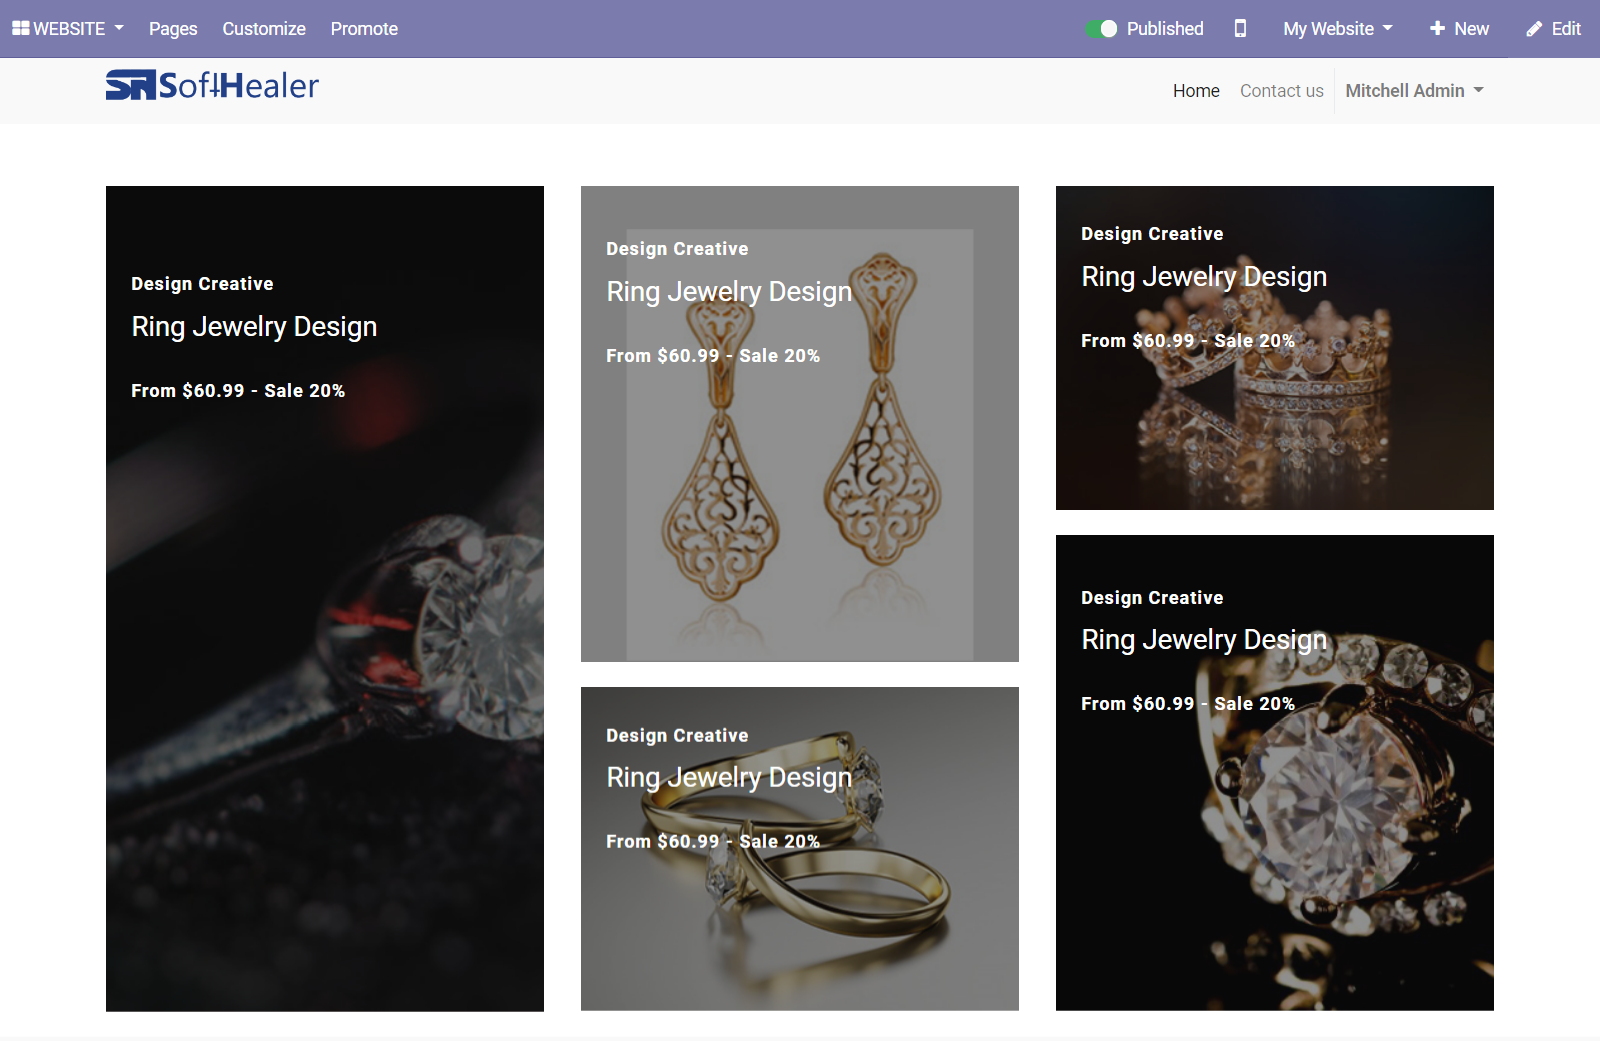 WEBSITE Pages Customize Promote Published My Website New Edit
SoftHealer Home Contact us Mitchell Admin
Design Creative
Ring Jewelry Design
From $60.99 - Sale 20%
Design Creative
Ring Jewelry Design
From $60.99 - Sale 20%
Design Creative
Ring Jewelry Design
From $60.99 - Sale 20%
Design Creative
Ring Jewelry Design
From $60.99 - Sale 20%
Design Creative
Ring Jewelry Design
From $60.99 - Sale 20%